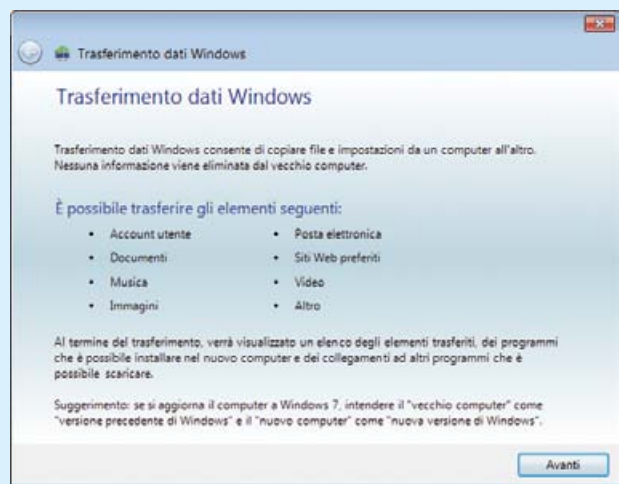 Trasferimento dati Windows
Trasferimento dati Windows
Trasferimento dati Windows consente di copiare file e impostazioni da un computer all'altro.
Nessuna informazione viene eliminata dal vecchio computer.
È possibile trasferire gli elementi seguenti:
• Account utente
• Documenti
• Musica
• Immagini
• Posta elettronica
• Siti Web preferiti
• Video
• Altro
Al termine del trasferimento, verrà visualizzato un elenco degli elementi trasferiti, dei programmi
che è possibile installare nel nuovo computer e dei collegamenti ad altri programmi che è
possibile scaricare.
Suggerimento: se si aggiorna il computer a Windows 7, intendere il "vecchio computer" come
"versione precedente di Windows" e il "nuovo computer" come "nuova versione di Windows".
Avanti